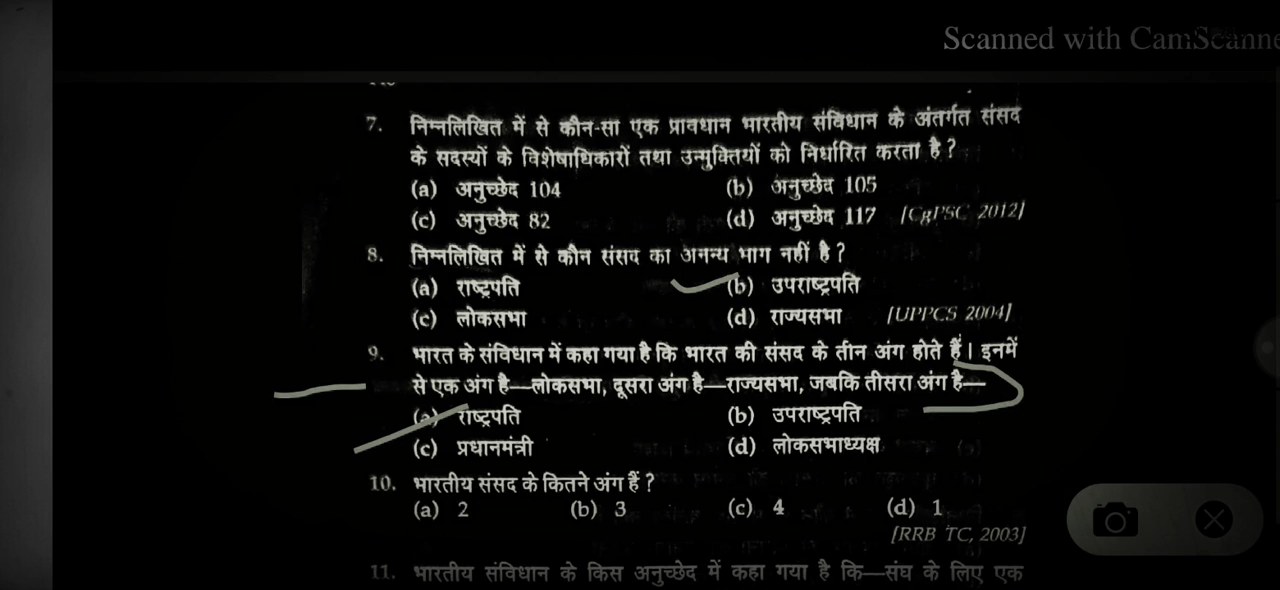 Scanned with CamScanne
7. निम्नलिखित में से कौन-सा एक प्रावधान भारतीय संविधान के अंतर्गत संसद
के सदस्यों के विशेषाधिकारों तथा उन्मुक्तियों को निर्धारित करता है ?
(a) अनुच्छेद 104 (b) अनुच्छेद 105
(c) अनुच्छेद 82 (d) अनुच्छेद 117 [CgPSC 2012]
8. निम्नलिखित में से कौन संसद का अनन्य भाग नहीं है ?
(a) राष्ट्रपति (b) उपराष्ट्रपति
(c) लोकसभा (d) राज्यसभा [UPPCS 2004]
9. भारत के संविधान में कहा गया है कि भारत की संसद के तीन अंग होते हैं। इनमें
से एक अंग है—लोकसभा, दूसरा अंग है—राज्यसभा, जबकि तीसरा अंग है—
(a) राष्ट्रपति (b) उपराष्ट्रपति
(c) प्रधानमंत्री (d) लोकसभाध्यक्ष
10. भारतीय संसद के कितने अंग हैं ?
(a) 2 (b) 3 (c) 4 (d) 1
[RRB TC, 2003]
11. भारतीय संविधान के किस अनुच्छेद में कहा गया है कि—संघ के लिए एक